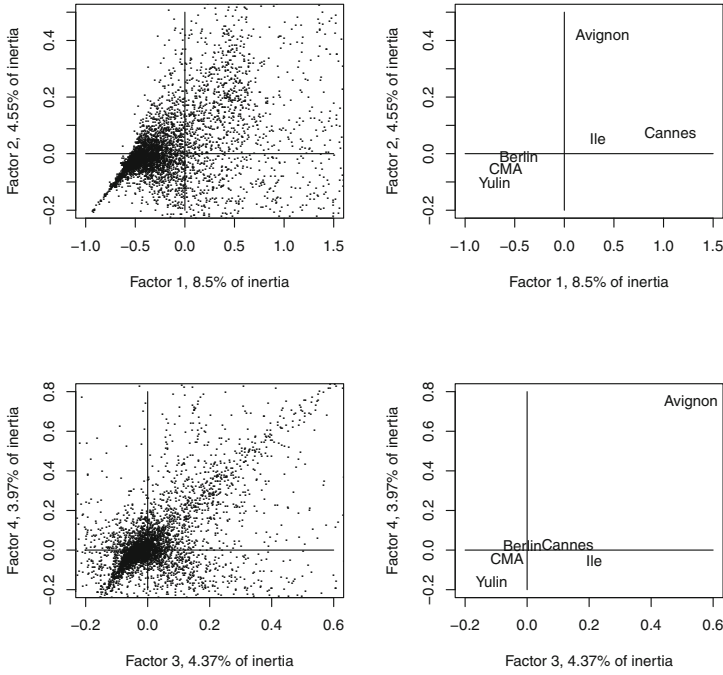 Factor 2, 4.55% of inertia
0.4
0.2
0.0
−0.2
−1.0 −0.5 0.0 0.5 1.0 1.5
Factor 1, 8.5% of inertia
Factor 2, 4.55% of inertia
0.4
0.2
0.0
−0.2
Avignon
Ile
Cannes
Berlin
CMA
Yulin
−1.0 −0.5 0.0 0.5 1.0 1.5
Factor 1, 8.5% of inertia
Factor 4, 3.97% of inertia
0.8
0.6
0.4
0.2
0.0
−0.2
−0.2 0.0 0.2 0.4 0.6
Factor 3, 4.37% of inertia
Factor 4, 3.97% of inertia
0.8
0.6
0.4
0.2
0.0
−0.2
Avignon
Berlin
Cannes
CMA
Ile
Yulin
−0.2 0.0 0.2 0.4 0.6
Factor 3, 4.37% of inertia